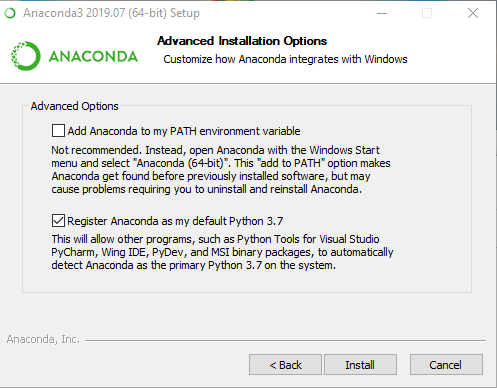 Anaconda3 2019.07 (64-bit) Setup
ANACONDA
Advanced Installation Options
Customize how Anaconda integrates with Windows
Advanced Options
Add Anaconda to my PATH environment variable
Not recommended. Instead, open Anaconda with the Windows Start
menu and select "Anaconda (64-bit)". This "add to PATH" option makes
Anaconda get found before previously installed software, but may
cause problems requiring you to uninstall and reinstall Anaconda.
Register Anaconda as my default Python 3.7
This will allow other programs, such as Python Tools for Visual Studio
PyCharm, Wing IDE, PyDev, and MSI binary packages, to automatically
detect Anaconda as the primary Python 3.7 on the system.
Anaconda, Inc.
< Back Install Cancel